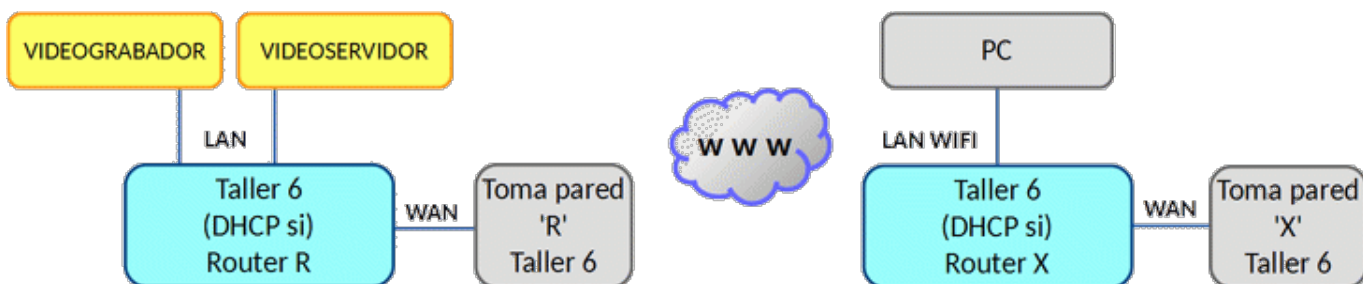 VIDEOGRABADOR
VIDEOSERVIDOR
PC
LAN
W W W
LAN WIFI
Taller 6
(DHCP si)
Router R
WAN
Toma pared
'R'
Taller 6
Taller 6
(DHCP si)
Router X
WAN
Toma pared
'X'
Taller 6